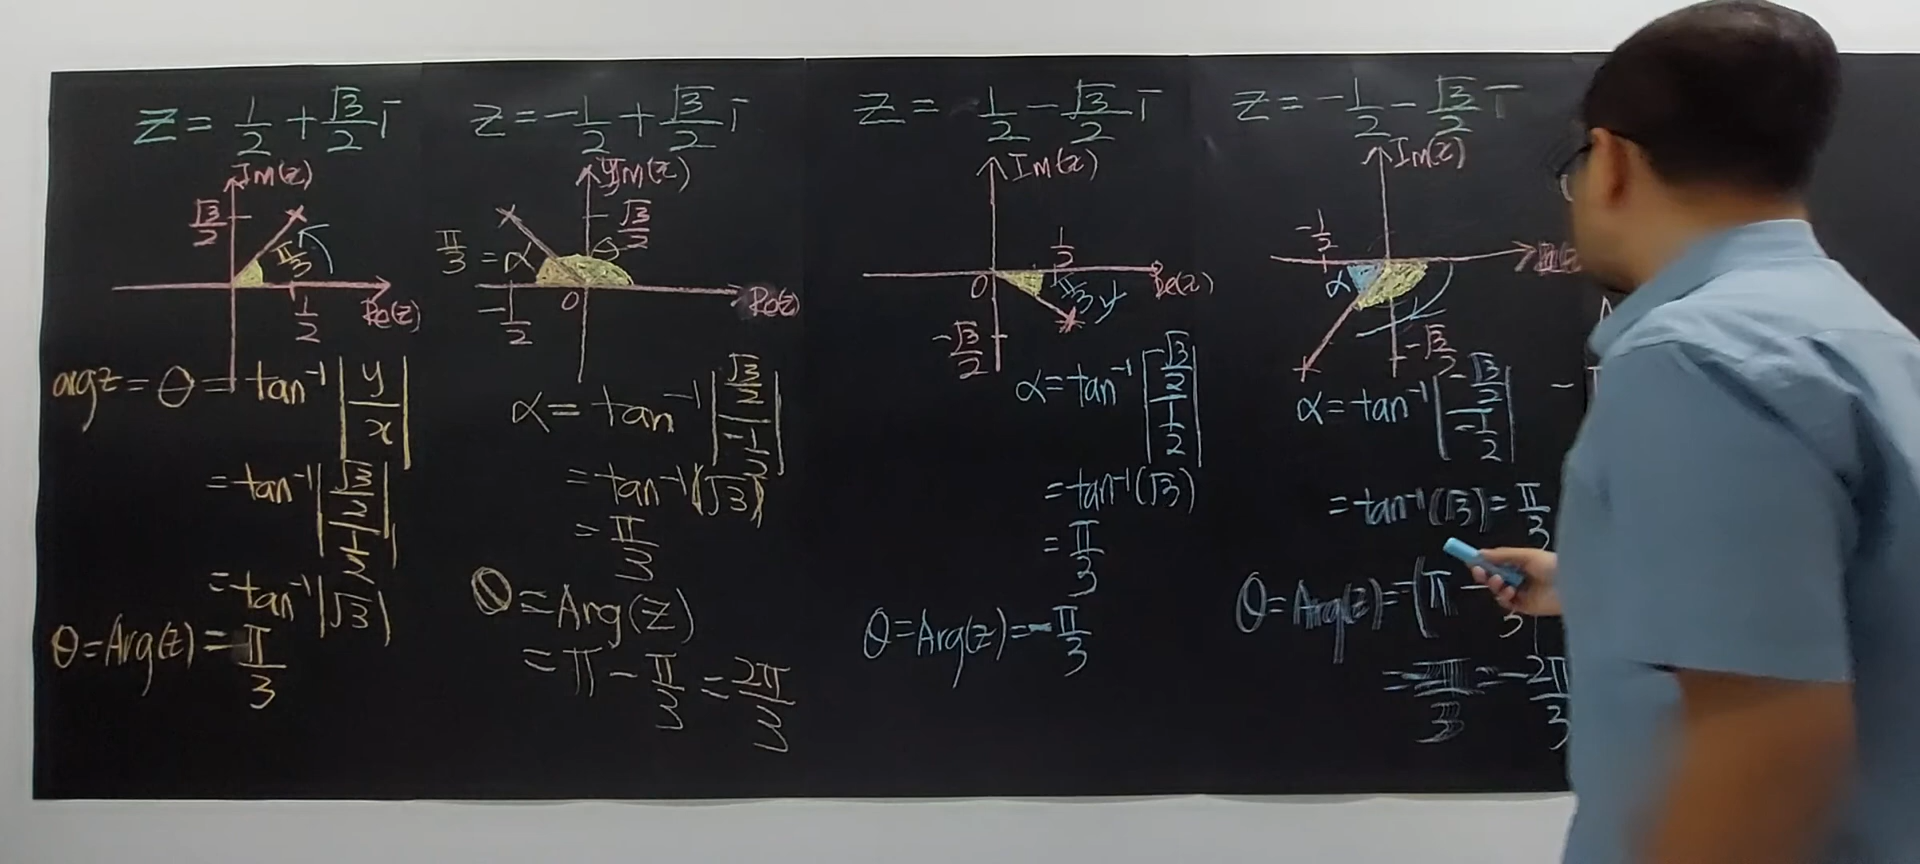 z = 1/2 + √3/2 i
Im(z)
√3/2
π/3
1/2
Re(z)
arg z = θ = tan⁻¹ |y/x|
= tan⁻¹ |(√3/2)/(1/2)|
= tan⁻¹ |√3|
θ = Arg(z) = π/3
z = -1/2 + √3/2 i
Im(z)
√3/2
π/3 = α
θ
-1/2
0
Re(z)
α = tan⁻¹ |(√3/2)/(-1/2)|
= tan⁻¹ (√3)
= π/3
θ = Arg(z)
= π - π/3 = 2π/3
z = 1/2 - √3/2 i
Im(z)
1/2
0
π/3
Re(z)
-√3/2
α = tan⁻¹ |(-√3/2)/(1/2)|
= tan⁻¹ (√3)
= π/3
θ = Arg(z) = -π/3
z = -1/2 - √3/2 i
Im(z)
-1/2
α
α = tan⁻¹ |(-√3/2)/(-1/2)|
= tan⁻¹ (√3) = π/3
θ = Arg(z) = -(π -
= -2π/3